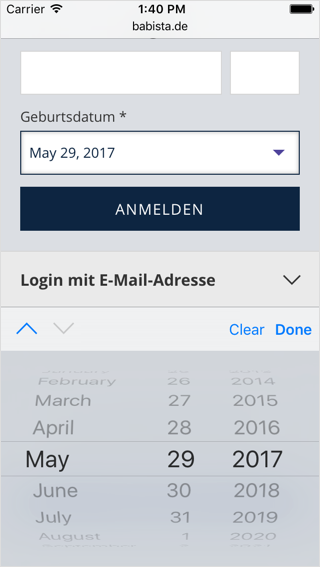 Carrier 1:40 PM
babista.de
Geburtsdatum *
May 29, 2017
ANMELDEN
Login mit E-Mail-Adresse
Clear Done
February 26 2014
March 27 2015
April 28 2016
May 29 2017
June 30 2018
July 31 2019
August 1 2020